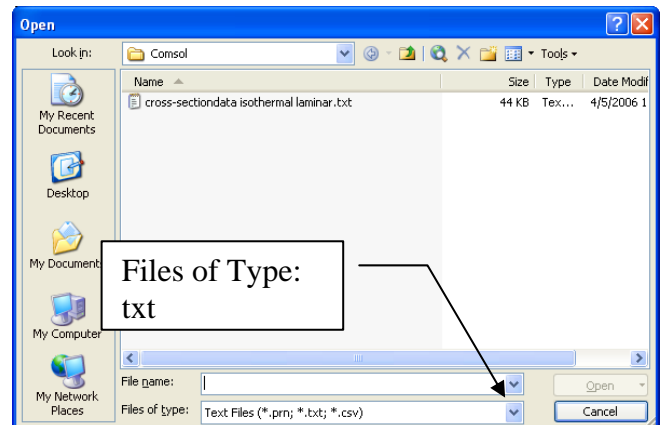 Open
Look in: Comsol Tools
Name Size Type Date Modif
cross-sectiondata isothermal laminar.txt 44 KB Tex... 4/5/2006 1
My Recent
Documents
Desktop
My Document
My Computer
My Network
Places
Files of Type:
txt
File name: Open
Files of type: Text Files (*.prn; *.txt; *.csv) Cancel